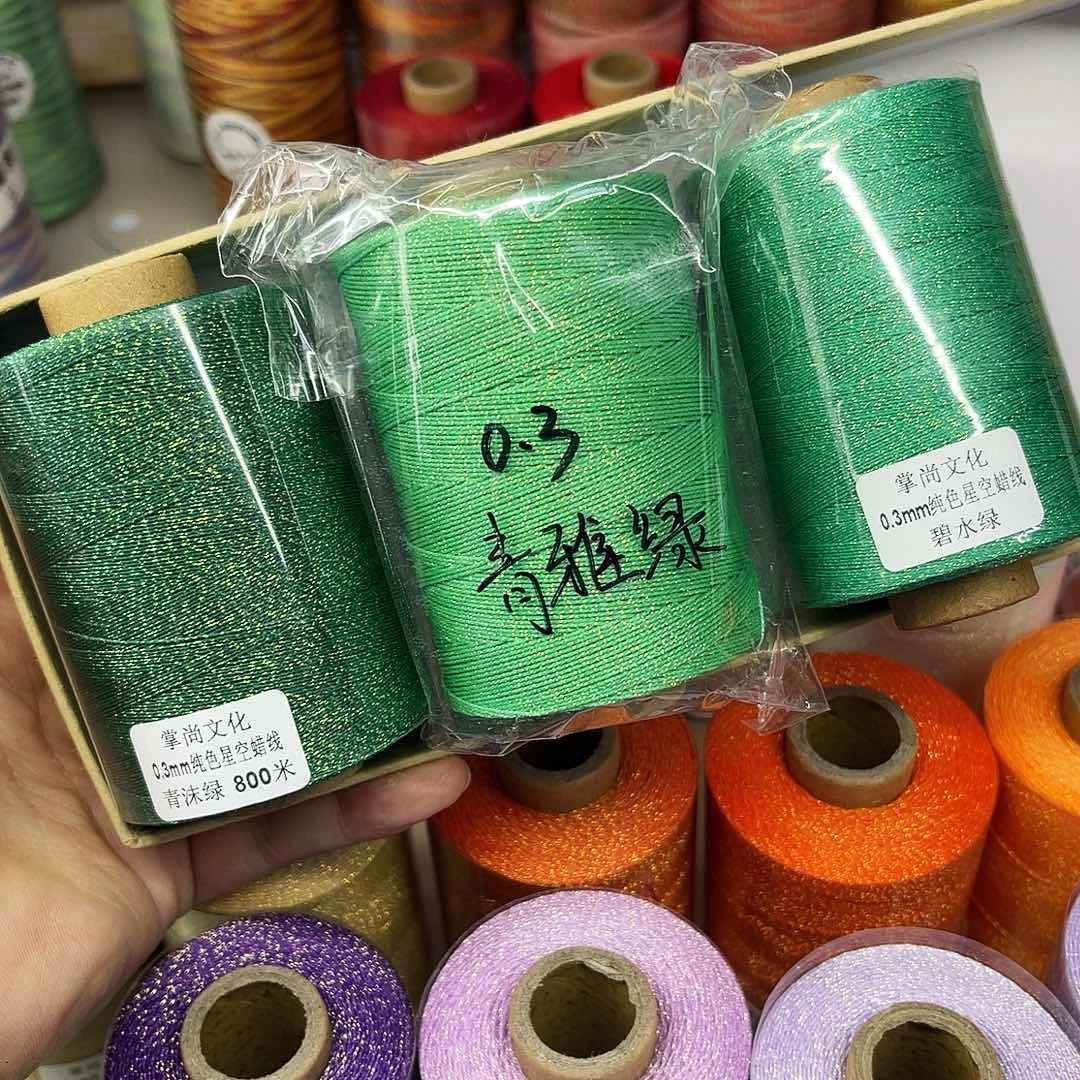 掌尚文化
0.3mm纯色星空蜡线
青沫绿 800米
0.3
青雅绿
掌尚文化
0.3mm纯色星空蜡线
碧水绿